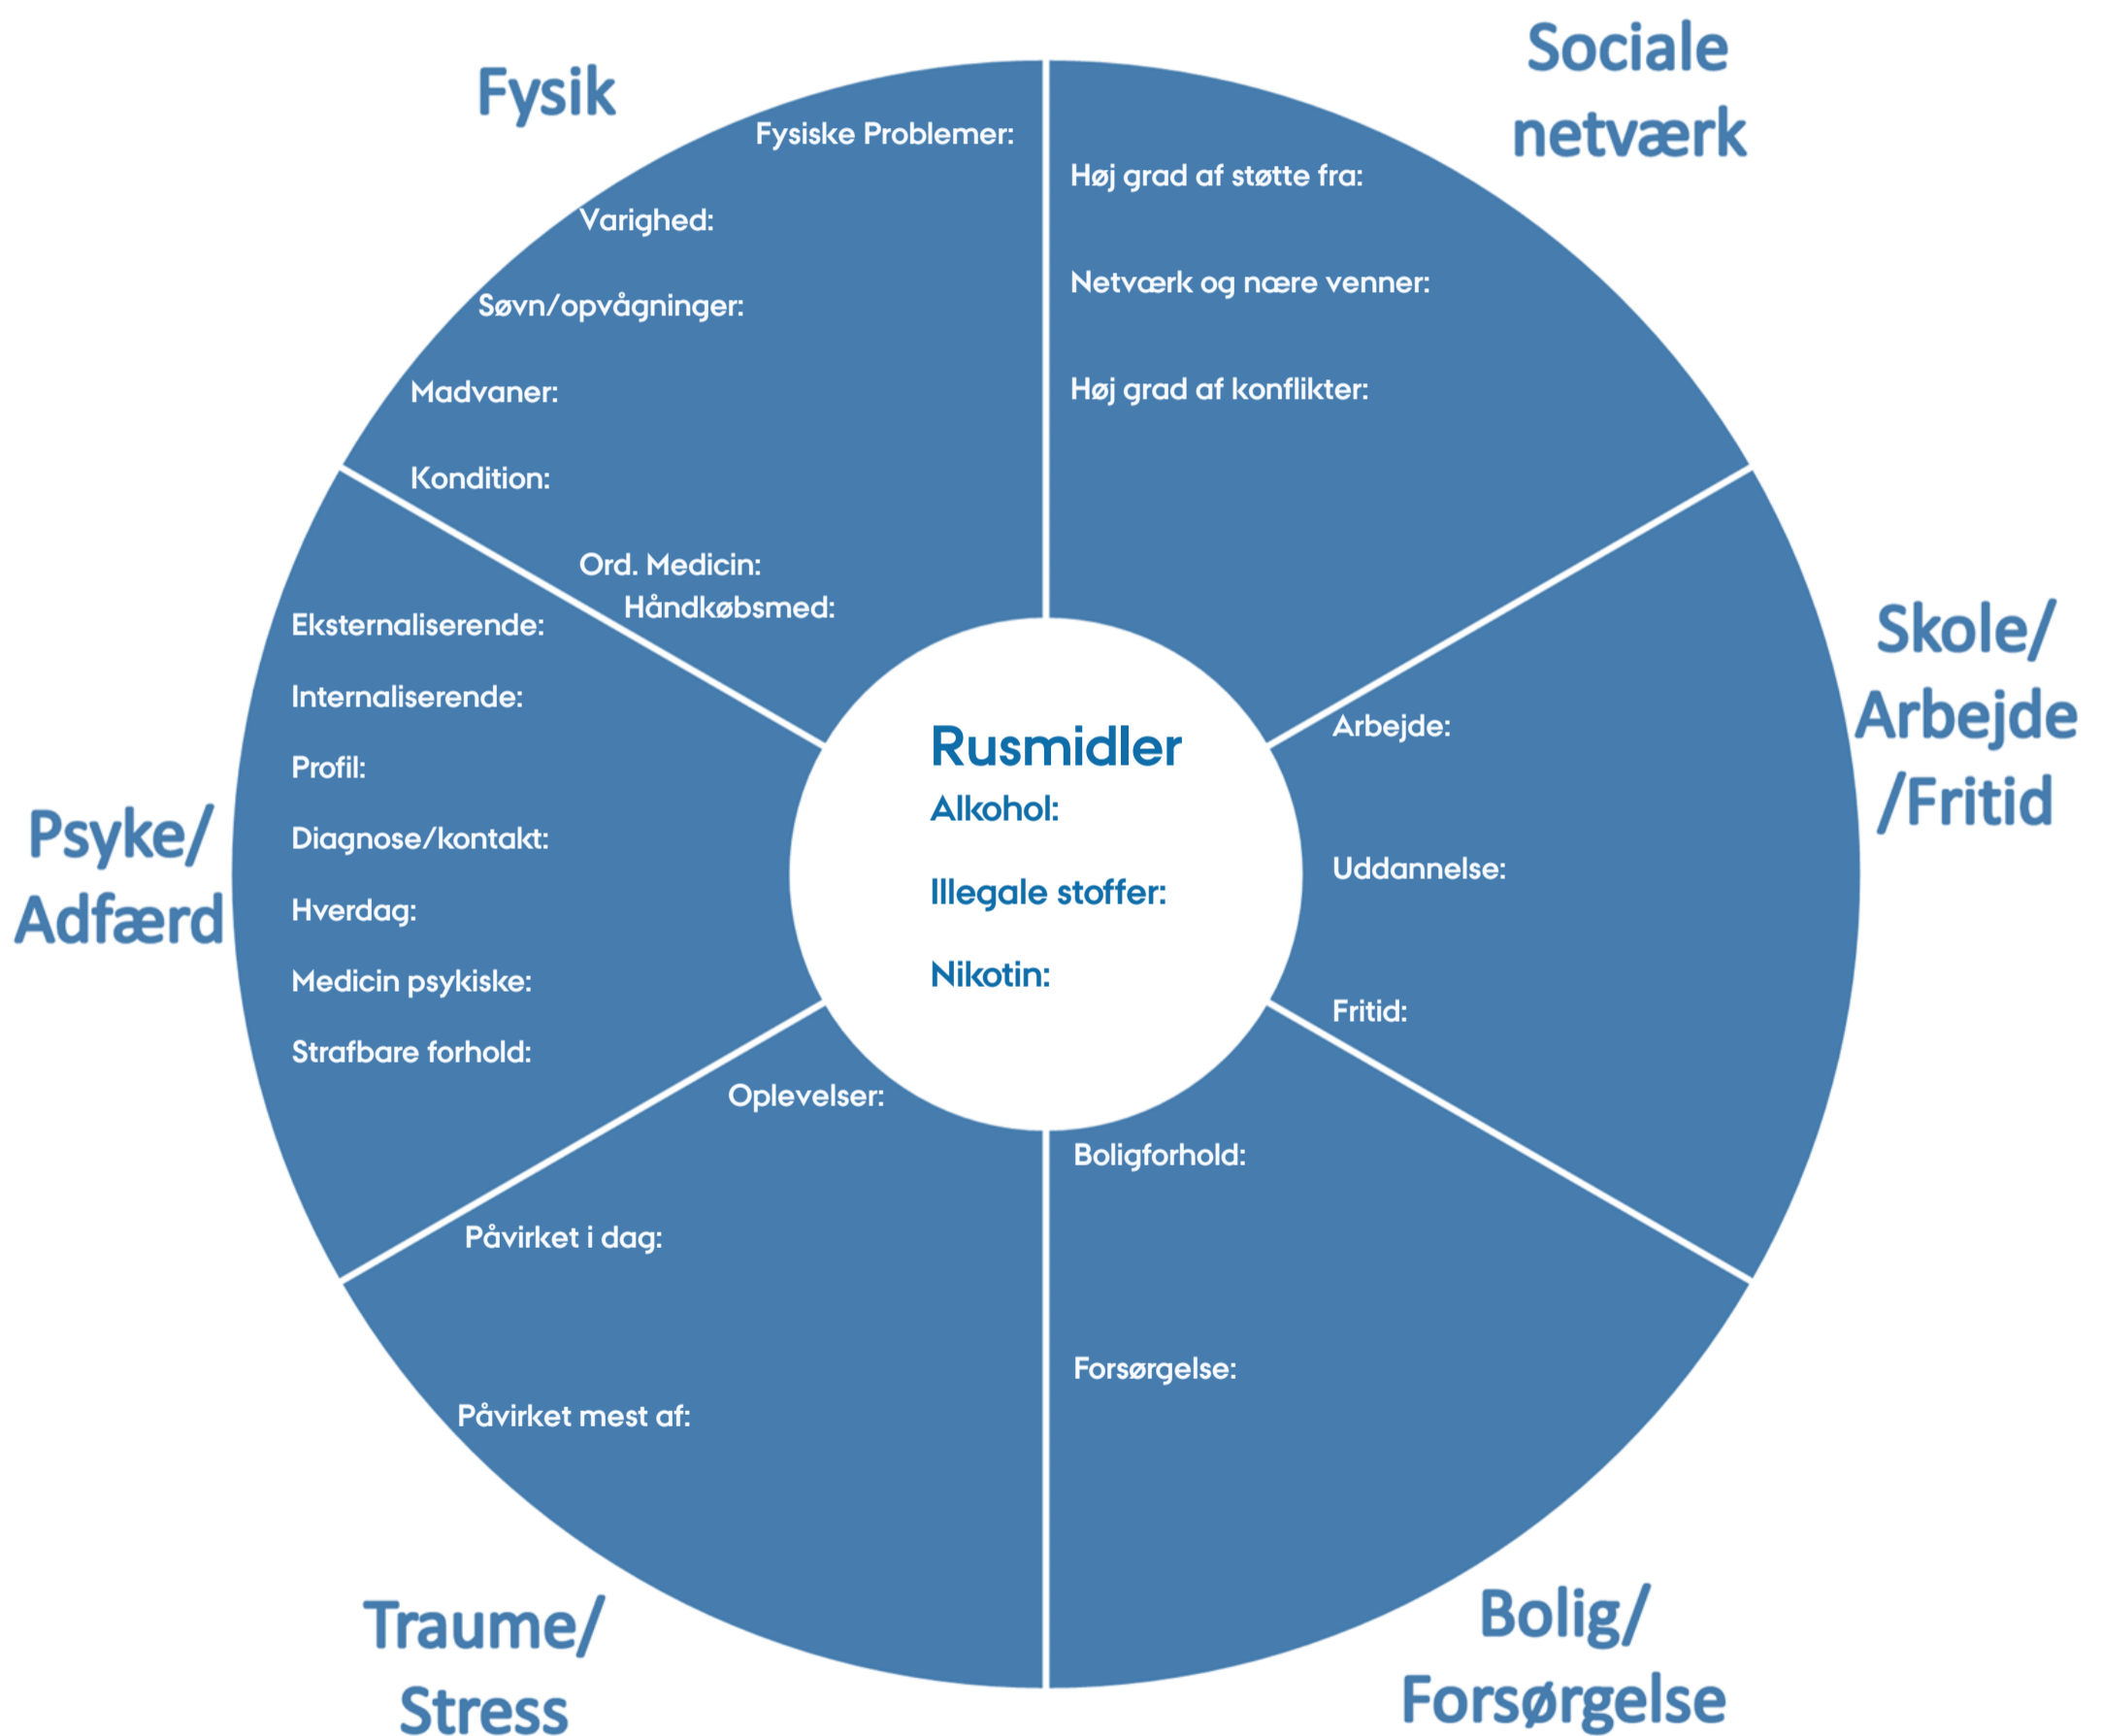 Fysik
Fysiske Problemer:
Varighed:
Søvn/opvågninger:
Madvaner:
Kondition:
Ord. Medicin:
Håndkøbsmed:
Sociale
netværk
Høj grad af støtte fra:
Netværk og nære venner:
Høj grad af konflikter:
Skole/
Arbejde
/Fritid
Arbejde:
Uddannelse:
Fritid:
Rusmidler
Alkohol:
Illegale stoffer:
Nikotin:
Psyke/
Adfærd
Eksternaliserende:
Internaliserende:
Profil:
Diagnose/kontakt:
Hverdag:
Medicin psykiske:
Strafbare forhold:
Traume/
Stress
Oplevelser:
Påvirket i dag:
Påvirket mest af:
Bolig/
Forsørgelse
Boligforhold:
Forsørgelse: